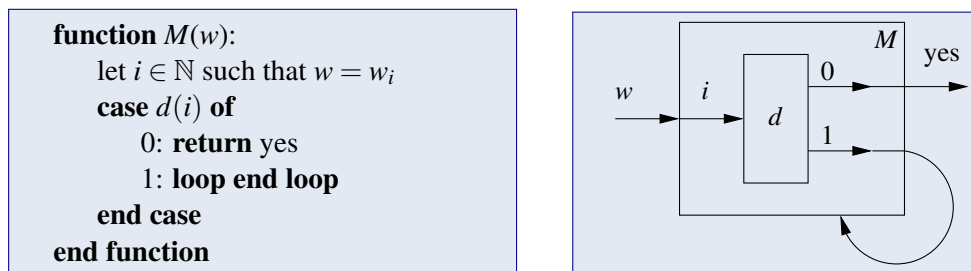 function M(w):
let i ∈ ℕ such that w = wᵢ
case d(i) of
0: return yes
1: loop end loop
end case
end function
M
yes
0
w
i
d
1